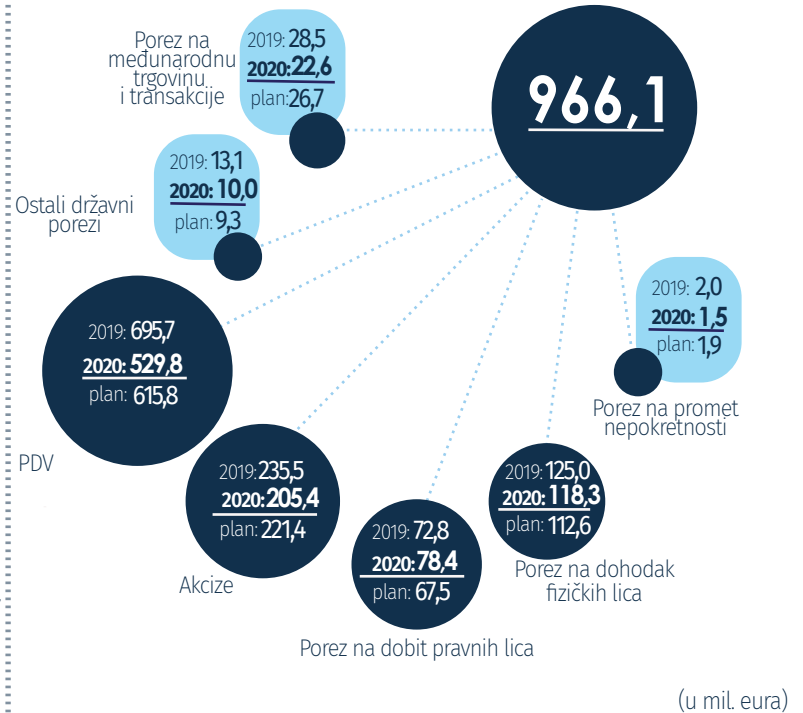 966,1
Porez na
međunarodnu
trgovinu
i transakcije
2019: 28,5
2020:22,6
plan:26,7
Ostali državni
porezi
2019: 13,1
2020: 10,0
plan: 9,3
2019: 695,7
2020: 529,8
plan: 615,8
PDV
2019:235,5
2020:205,4
plan: 221,4
Akcize
2019: 72,8
2020:78,4
plan: 67,5
Porez na dobit pravnih lica
2019:125,0
2020: 118,3
plan: 112,6
Porez na dohodak
fizičkih lica
2019: 2,0
2020: 1,5
plan: 1,9
Porez na promet
nepokretnosti
(u mil. eura)